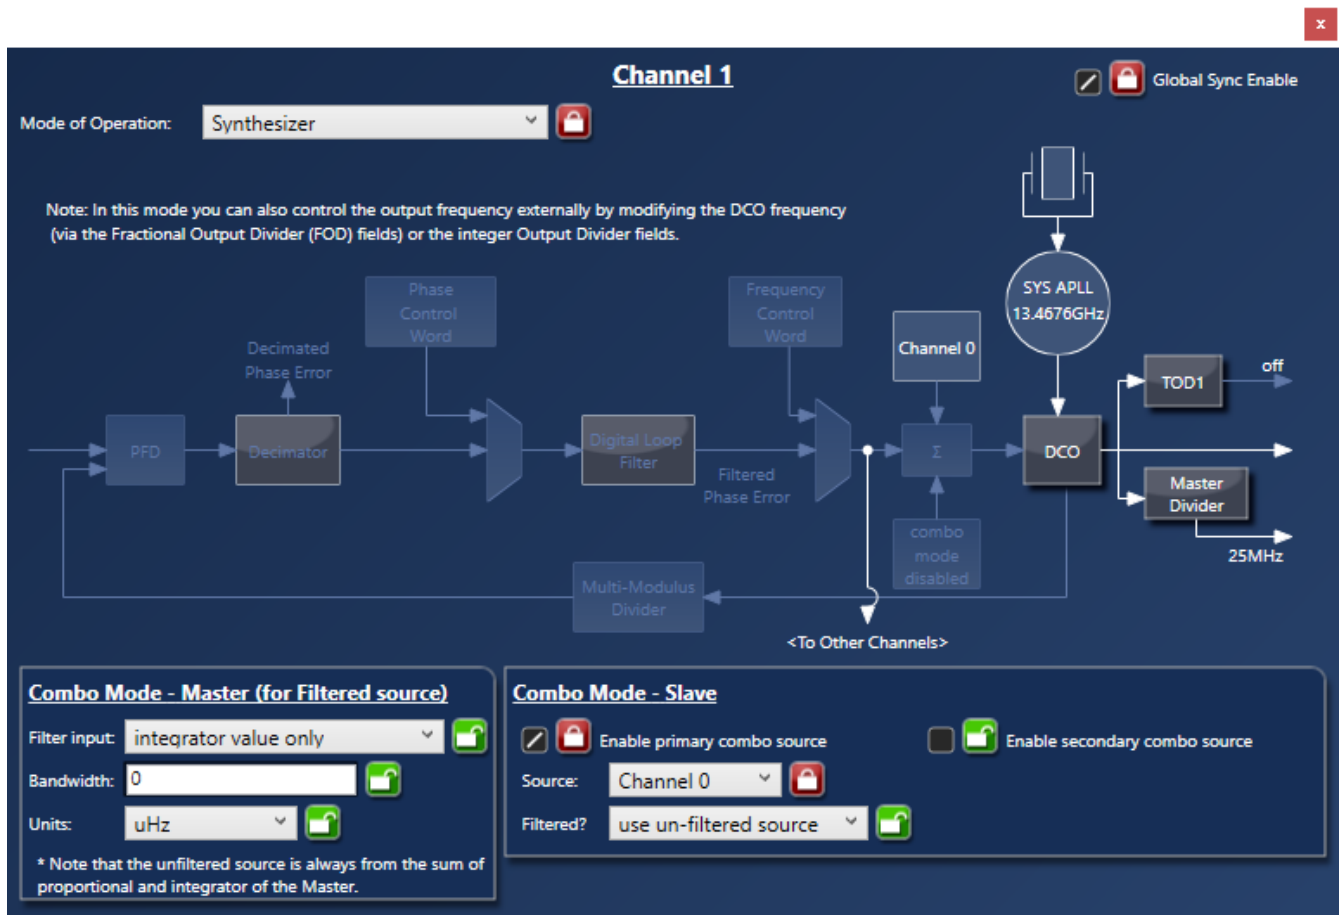 x
Channel 1
Global Sync Enable
Mode of Operation:
Synthesizer
Note: In this mode you can also control the output frequency externally by modifying the DCO frequency
(via the Fractional Output Divider (FOD) fields) or the integer Output Divider fields.
Phase
Control
Word
Frequency
Control
Word
SYS APLL
13.4676GHz
Decimated
Phase Error
Channel 0
TOD1
off
PFD
Decimator
Digital Loop
Filter
Filtered
Phase Error
Σ
DCO
Master
Divider
25MHz
combo
mode
disabled
Multi-Modulus
Divider
<To Other Channels>
Combo Mode - Master (for Filtered source)
Filter input:
integrator value only
Bandwidth:
0
Units:
uHz
* Note that the unfiltered source is always from the sum of
proportional and integrator of the Master.
Combo Mode - Slave
Enable primary combo source
Enable secondary combo source
Source:
Channel 0
Filtered?
use un-filtered source